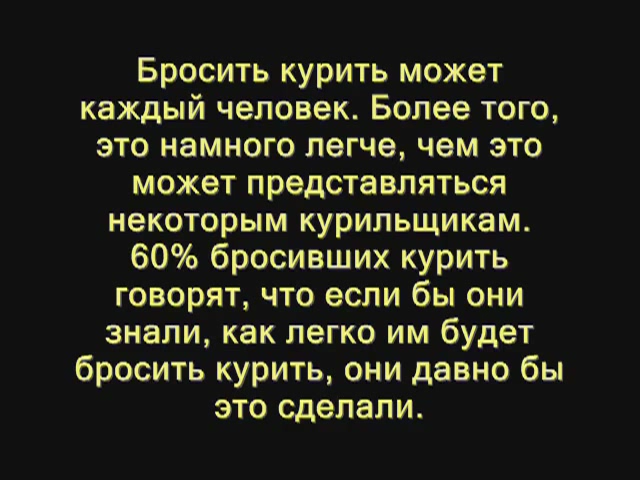 Бросить курить может
каждый человек. Более того,
это намного легче, чем это
может представляться
некоторым курильщикам.
60% бросивших курить
говорят, что если бы они
знали, как легко им будет
бросить курить, они давно бы
это сделали.